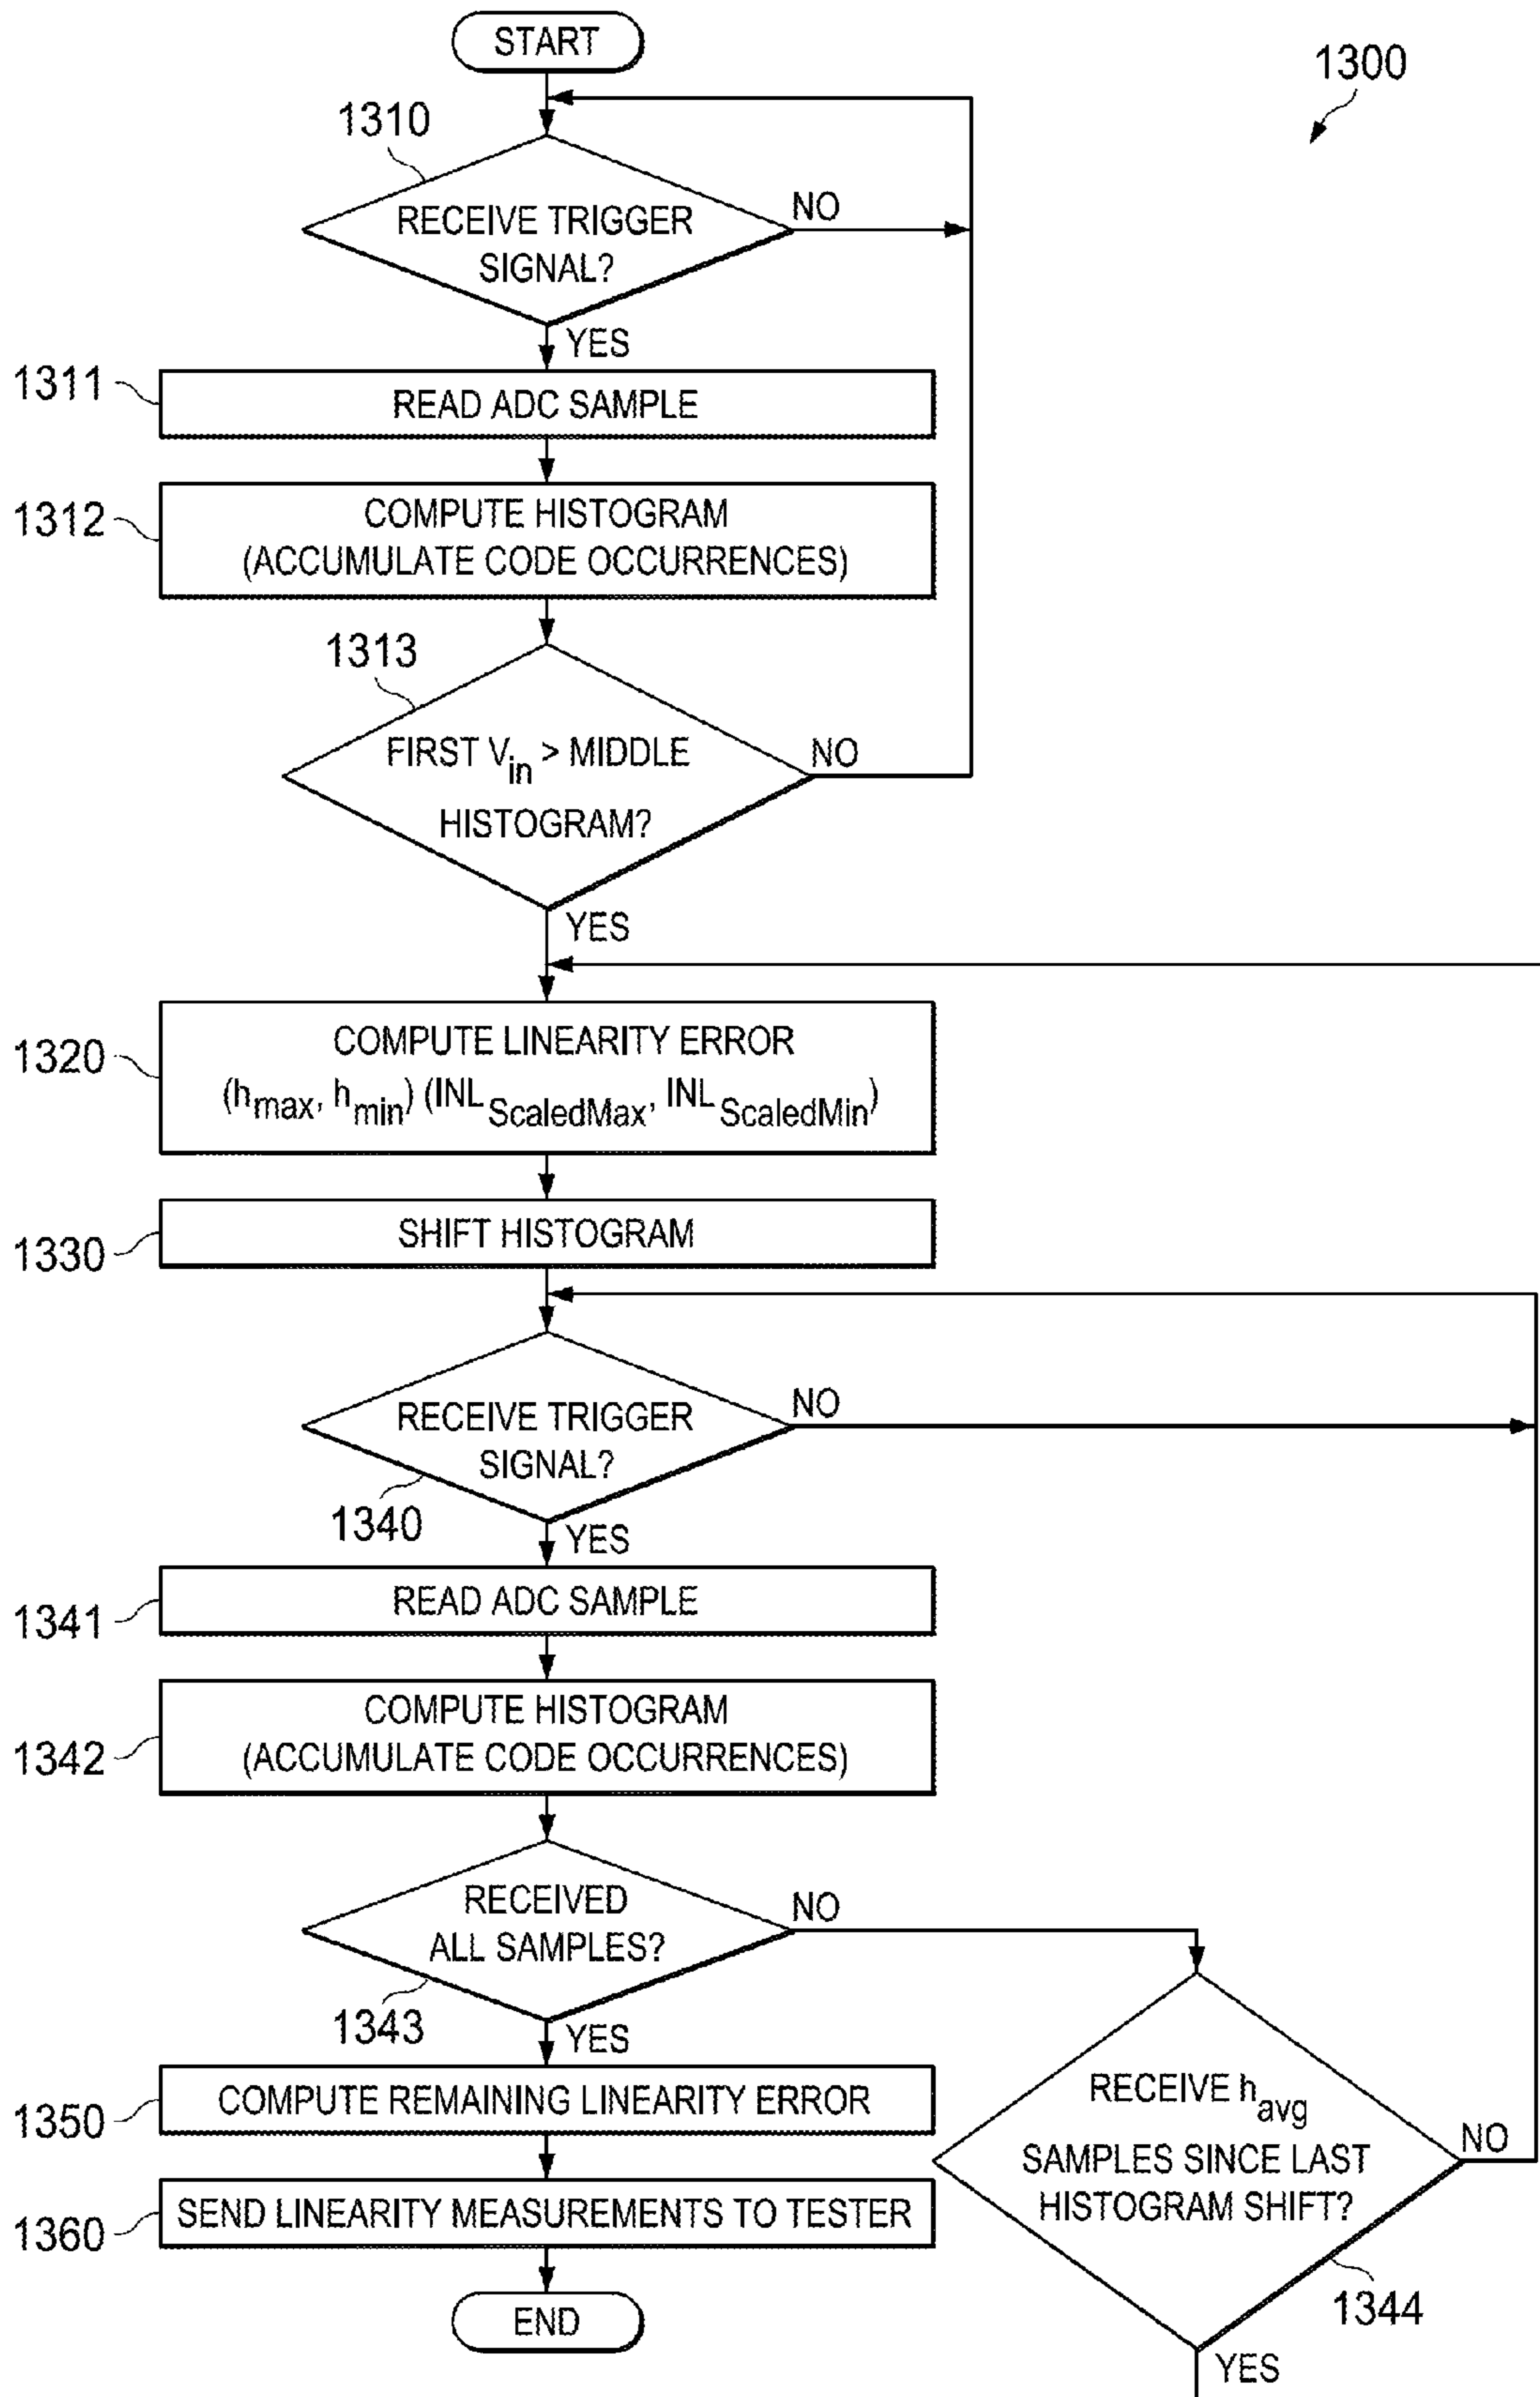 START
1300
1310
RECEIVE TRIGGER
SIGNAL?
NO
YES
1311
READ ADC SAMPLE
1312
COMPUTE HISTOGRAM
(ACCUMULATE CODE OCCURRENCES)
1313
FIRST Vin > MIDDLE
HISTOGRAM?
NO
YES
1320
COMPUTE LINEARITY ERROR
(hmax, hmin) (INLScaledMax, INLScaledMin)
1330
SHIFT HISTOGRAM
RECEIVE TRIGGER
SIGNAL?
NO
1340
YES
1341
READ ADC SAMPLE
1342
COMPUTE HISTOGRAM
(ACCUMULATE CODE OCCURRENCES)
RECEIVED
ALL SAMPLES?
NO
1343
YES
1350
COMPUTE REMAINING LINEARITY ERROR
RECEIVE havg
SAMPLES SINCE LAST
HISTOGRAM SHIFT?
NO
1360
SEND LINEARITY MEASUREMENTS TO TESTER
1344
END
YES